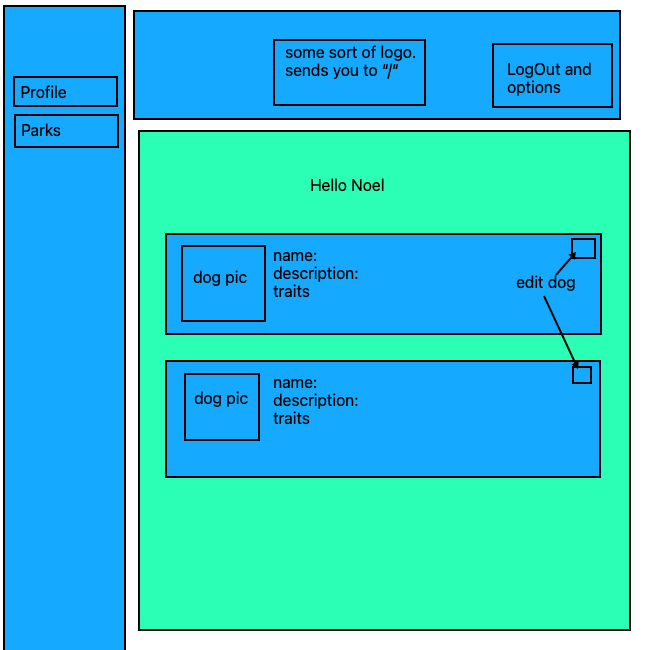 some sort of logo.
sends you to “/“
LogOut and
options
Profile
Parks
Hello Noel
dog pic
name:
description:
traits
edit dog
dog pic
name:
description:
traits